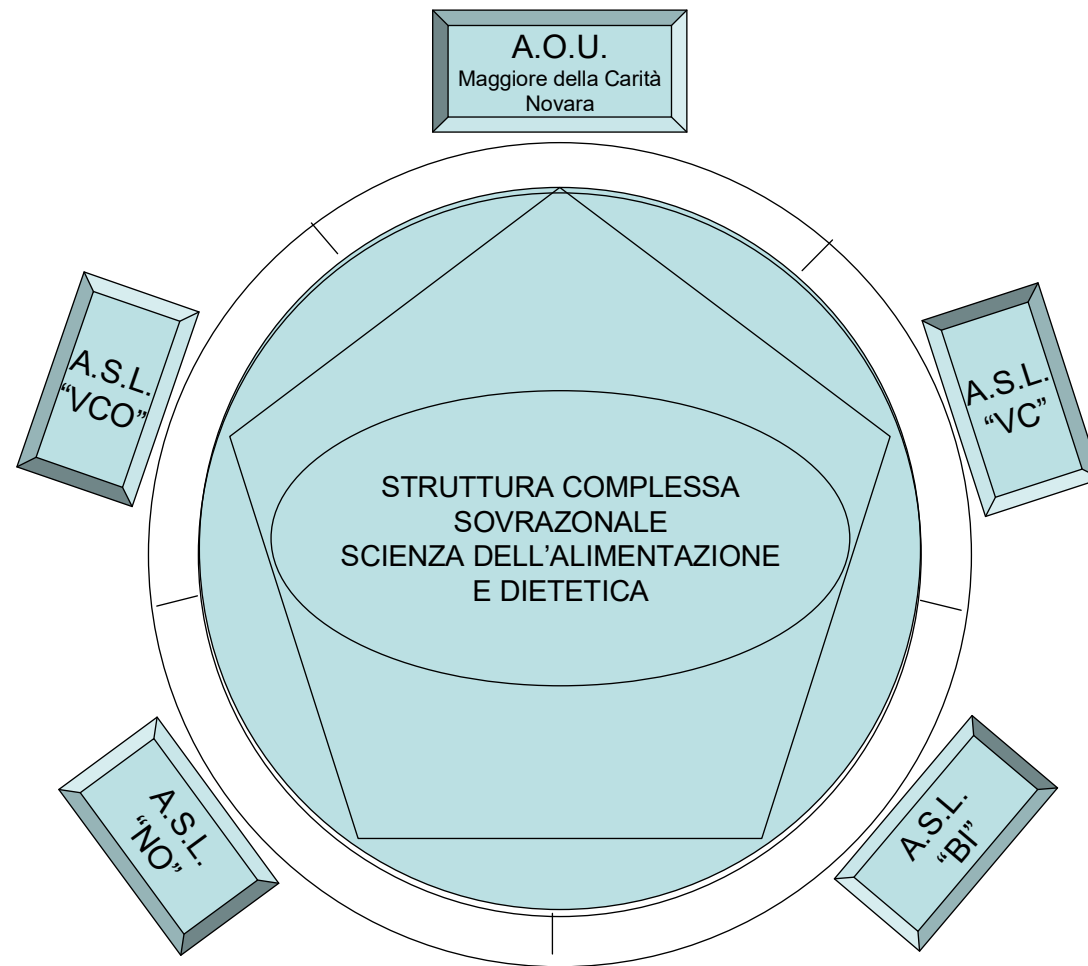 A.O.U.
Maggiore della Carità
Novara
A.S.L.
“VCO”
A.S.L.
“VC”
STRUTTURA COMPLESSA
SOVRAZONALE
SCIENZA DELL’ALIMENTAZIONE
E DIETETICA
A.S.L.
“NO”
A.S.L.
“BI”